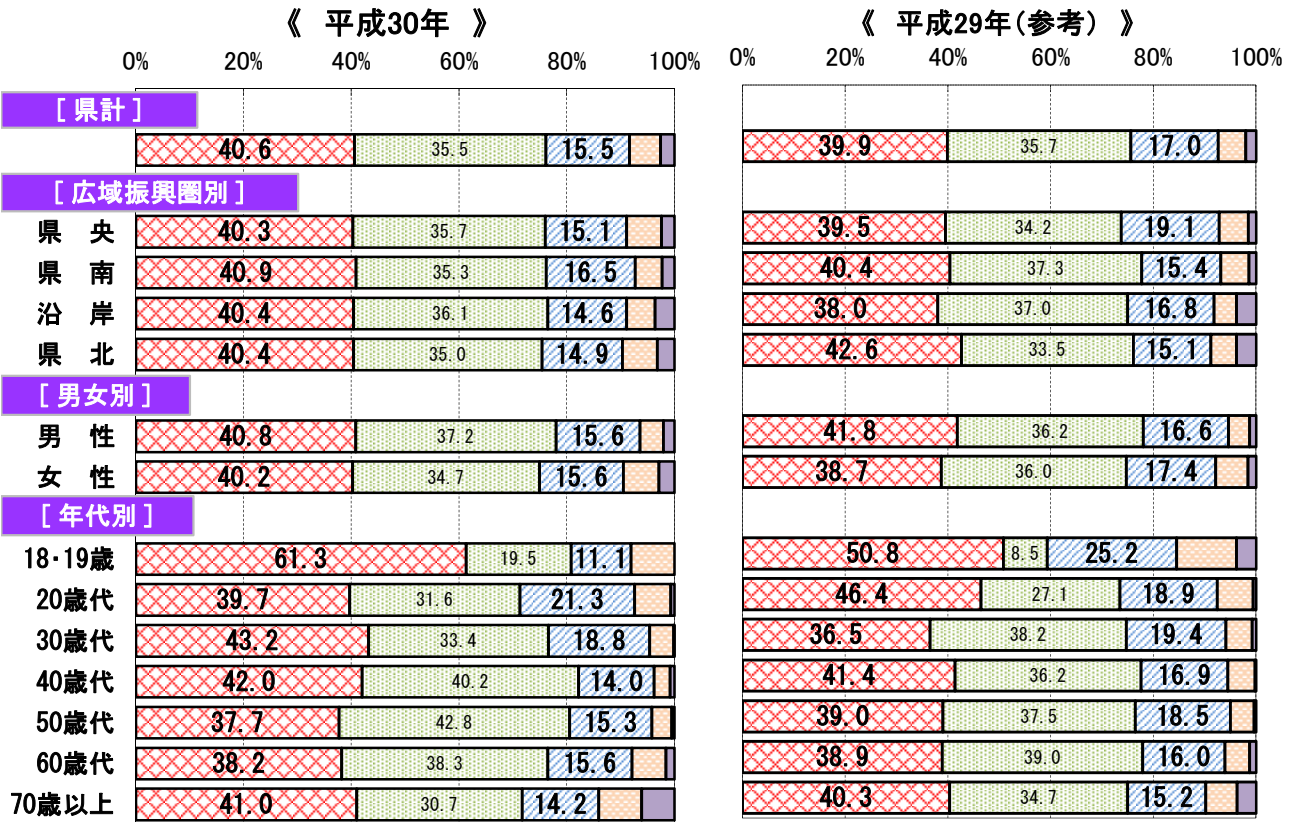 《 平成30年 》
《 平成29年（参考） 》
0% 20% 40% 60% 80% 100%
0% 20% 40% 60% 80% 100%
[ 県計 ]
40.6 35.5 15.5
39.9 35.7 17.0
[ 広域振興圏別 ]
県 央 40.3 35.7 15.1
39.5 34.2 19.1
県 南 40.9 35.3 16.5
40.4 37.3 15.4
沿 岸 40.4 36.1 14.6
38.0 37.0 16.8
県 北 40.4 35.0 14.9
42.6 33.5 15.1
[ 男女別 ]
男 性 40.8 37.2 15.6
41.8 36.2 16.6
女 性 40.2 34.7 15.6
38.7 36.0 17.4
[ 年代別 ]
18・19歳 61.3 19.5 11.1
50.8 8.5 25.2
20歳代 39.7 31.6 21.3
46.4 27.1 18.9
30歳代 43.2 33.4 18.8
36.5 38.2 19.4
40歳代 42.0 40.2 14.0
41.4 36.2 16.9
50歳代 37.7 42.8 15.3
39.0 37.5 18.5
60歳代 38.2 38.3 15.6
38.9 39.0 16.0
70歳以上 41.0 30.7 14.2
40.3 34.7 15.2